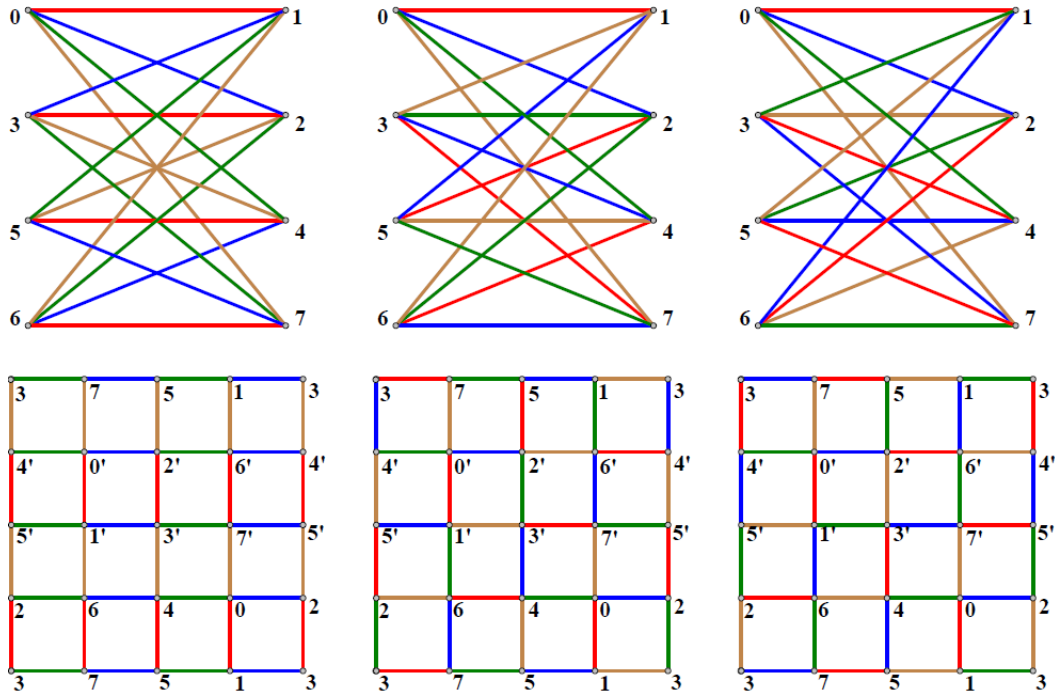 0 1 0 1 0 1
3 2 3 2 3 2
5 4 5 4 5 4
6 7 6 7 6 7
3 7 5 1 3 3 7 5 1 3 3 7 5 1 3
4' 0' 2' 6' 4' 4' 0' 2' 6' 4' 4' 0' 2' 6' 4'
5' 1' 3' 7' 5' 5' 1' 3' 7' 5' 5' 1' 3' 7' 5'
2 6 4 0 2 2 6 4 0 2 2 6 4 0 2
3 7 5 1 3 3 7 5 1 3 3 7 5 1 3